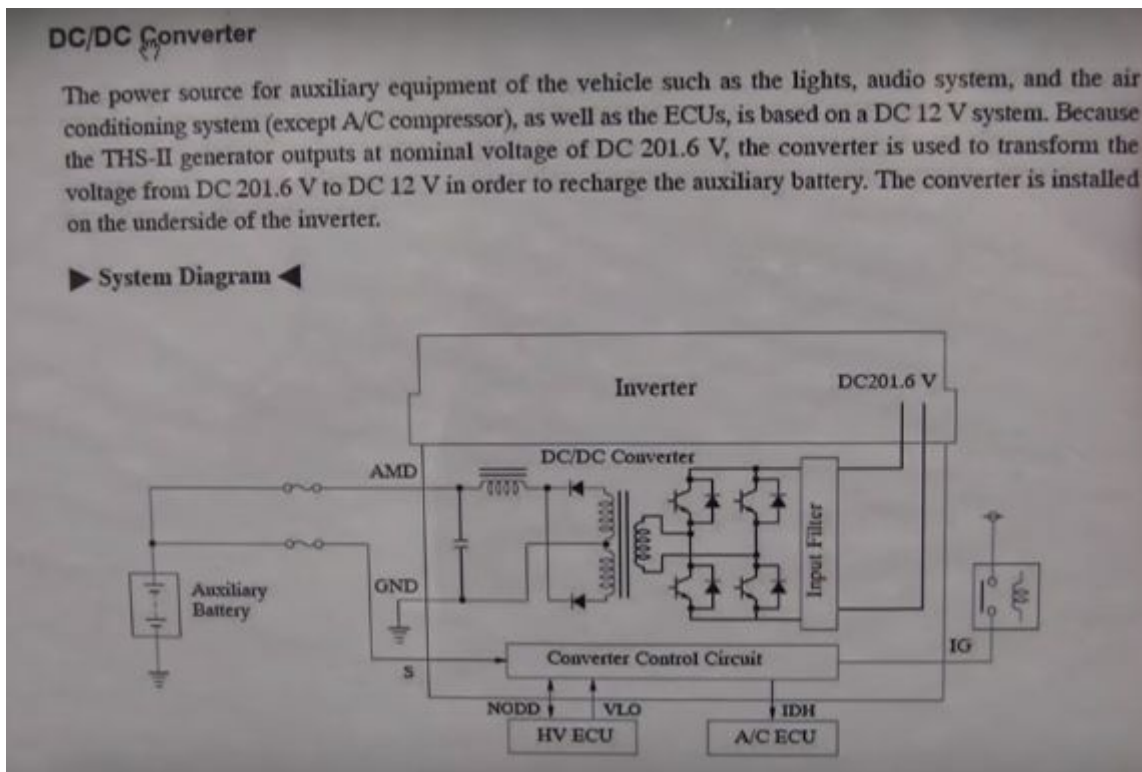 DC/DC Converter
The power source for auxiliary equipment of the vehicle such as the lights, audio system, and the air
conditioning system (except A/C compressor), as well as the ECUs, is based on a DC 12 V system. Because
the THS-II generator outputs at nominal voltage of DC 201.6 V, the converter is used to transform the
voltage from DC 201.6 V to DC 12 V in order to recharge the auxiliary battery. The converter is installed
on the underside of the inverter.
System Diagram
Inverter
DC201.6 V
DC/DC Converter
AMD
Input Filter
Auxiliary
Battery
GND
IG
Converter Control Circuit
S
NODD
VLO
IDH
HV ECU
A/C ECU